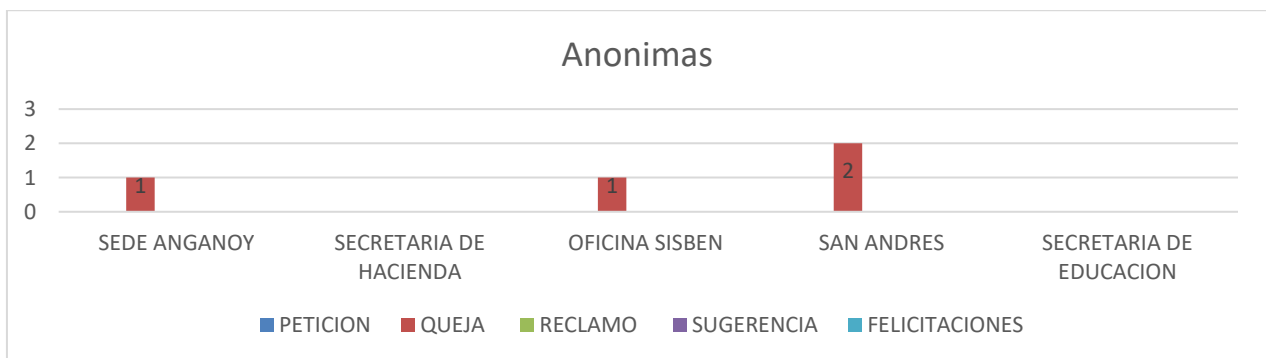 Anonimas
3
2
1
0
1
1
2
SEDE ANGANOY
SECRETARIA DE
HACIENDA
OFICINA SISBEN
SAN ANDRES
SECRETARIA DE
EDUCACION
PETICION QUEJA RECLAMO SUGERENCIA FELICITACIONES